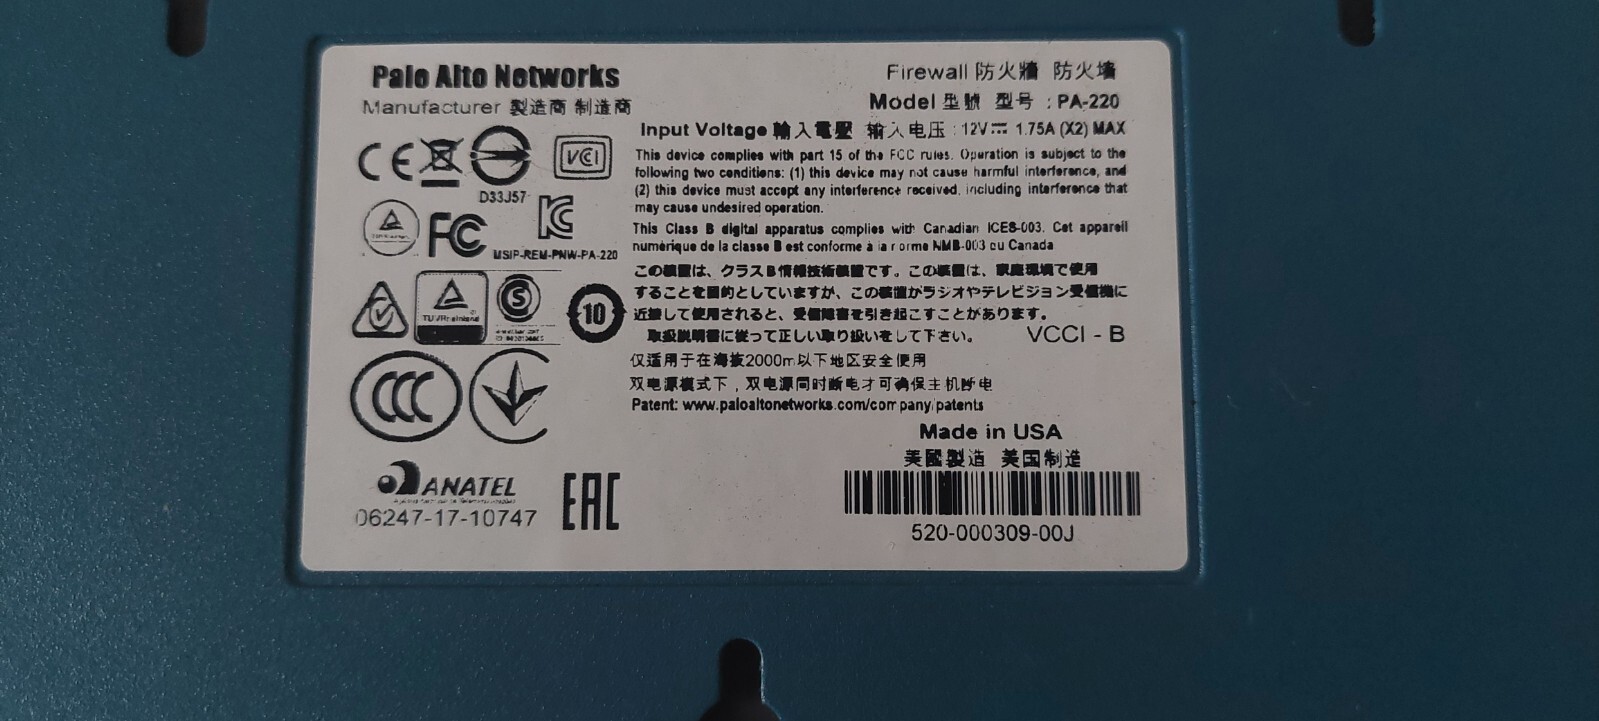 Palo Alto Networks
Manufacturer 製造商 制造商
Firewall 防火牆 防火墙
Model 型號 型号 : PA-220
Input Voltage 輸入電壓 输入电压 : 12V⎓ 1.75A (X2) MAX
This device complies with part 15 of the FCC rules. Operation is subject to the
following two conditions: (1) this device may not cause harmful interference, and
(2) this device must accept any interference received, including interference that
may cause undesired operation.
This Class B digital apparatus complies with Canadian ICES-003. Cet appareil
numérique de la classe B est conforme à la norme NMB-003 du Canada
この装置は、クラスB情報技術装置です。この装置は、家庭環境で使用
することを目的としていますが、この装置がラジオやテレビジョン受信機に
近接して使用されると、受信障害を引き起こすことがあります。
取扱説明書に従って正しい取り扱いをして下さい。 VCCI - B
仅适用于在海拔2000m以下地区安全使用
双电源模式下，双电源同时断电才可确保主机断电
Patent: www.paloaltonetworks.com/company/patents
Made in USA
美國製造 美国制造
520-000309-00J
CE
VCI
D33J57
FC
KC
MSIP-REM-PNW-PA-220
TÜVRheinland
S
10
CCC
ANATEL
06247-17-10747
EAC